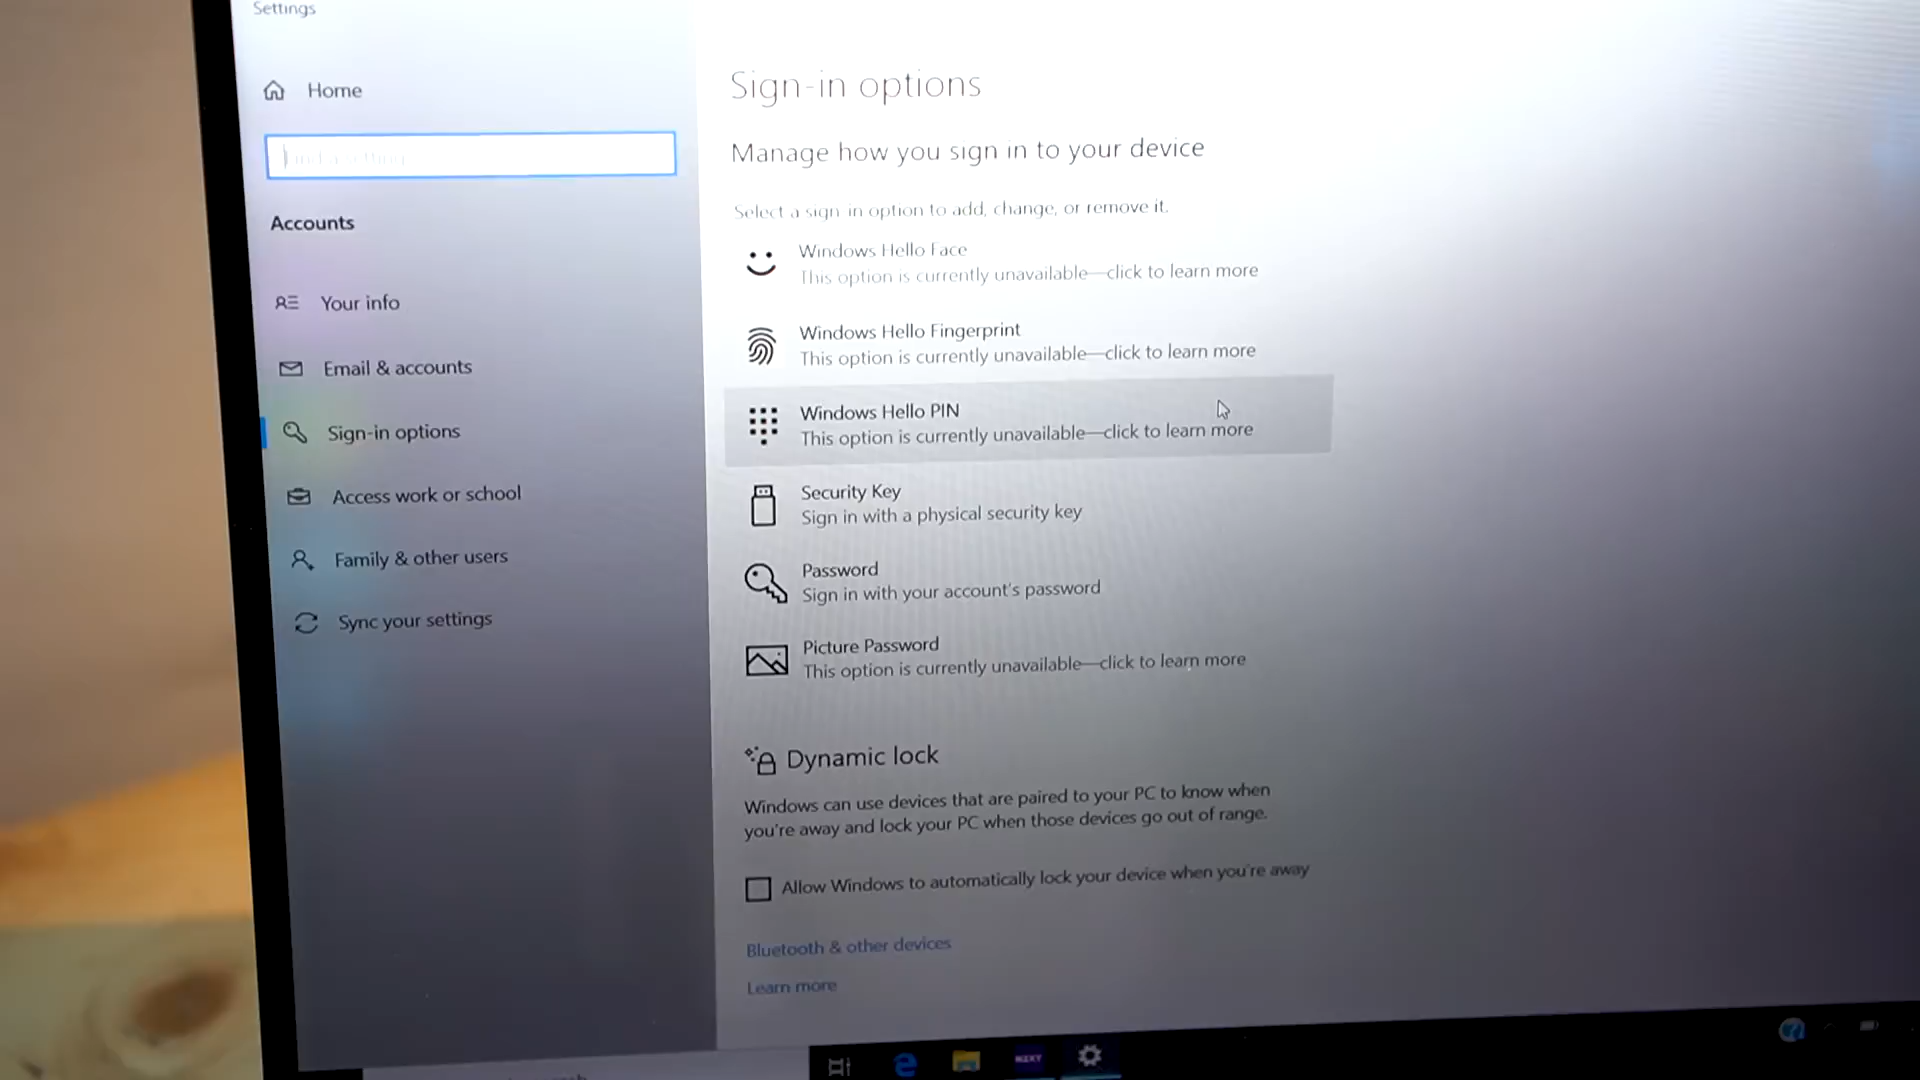 Settings
Home
Find a setting
Accounts
Your info
Email & accounts
Sign-in options
Access work or school
Family & other users
Sync your settings
Sign-in options
Manage how you sign in to your device
Select a sign-in option to add, change, or remove it.
Windows Hello Face
This option is currently unavailable—click to learn more
Windows Hello Fingerprint
This option is currently unavailable—click to learn more
Windows Hello PIN
This option is currently unavailable—click to learn more
Security Key
Sign in with a physical security key
Password
Sign in with your account's password
Picture Password
This option is currently unavailable—click to learn more
Dynamic lock
Windows can use devices that are paired to your PC to know when
you're away and lock your PC when those devices go out of range.
Allow Windows to automatically lock your device when you're away
Bluetooth & other devices
Learn more